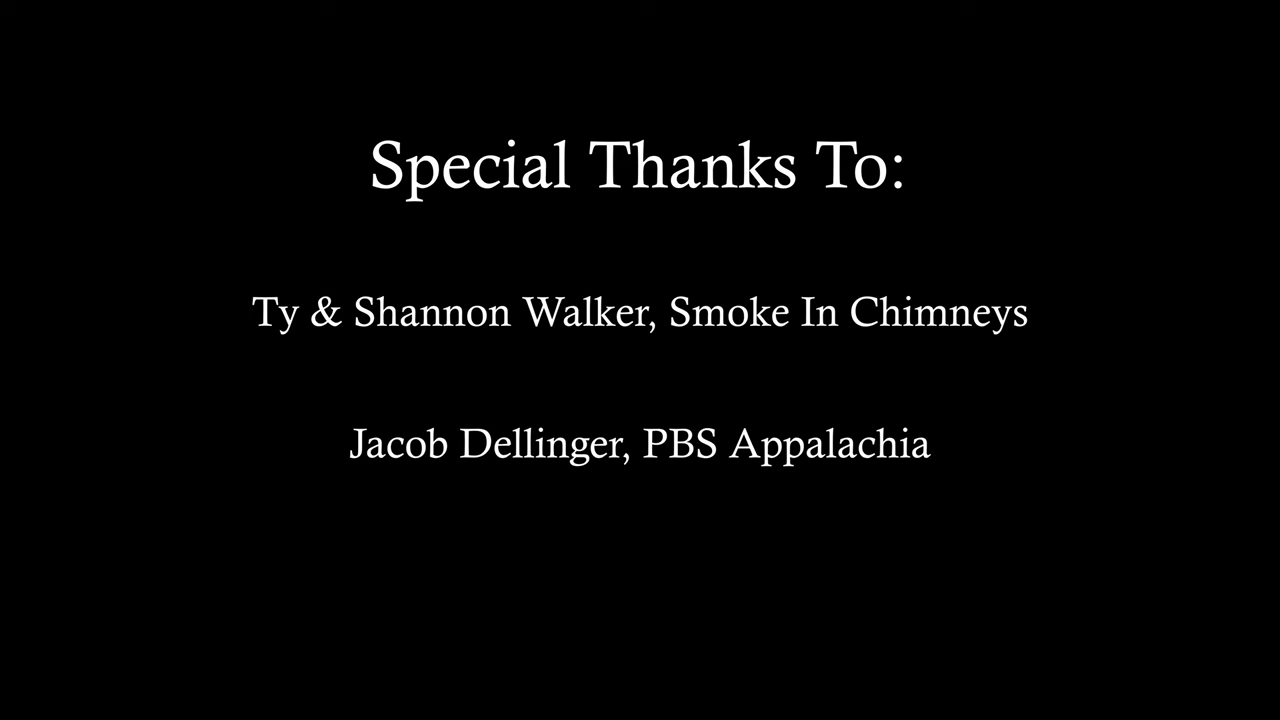 Special Thanks To:
Ty & Shannon Walker, Smoke In Chimneys
Jacob Dellinger, PBS Appalachia